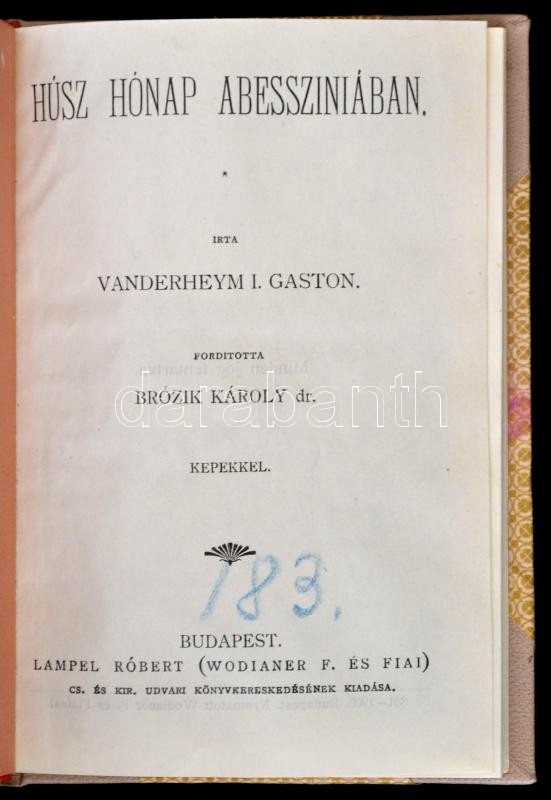 HÚSZ HÓNAP ABESSZINIÁBAN.
*
IRTA
VANDERHEYM I. GASTON.
FORDITOTTA
BRÓZIK KÁROLY dr.
darabanth
KEPEKKEL.
183.
BUDAPEST.
LAMPEL RÓBERT (WODIANER F. ÉS FIAI)
CS. ÉS KIR. UDVARI KÖNYVKERESKEDÉSÉNEK KIADÁSA.